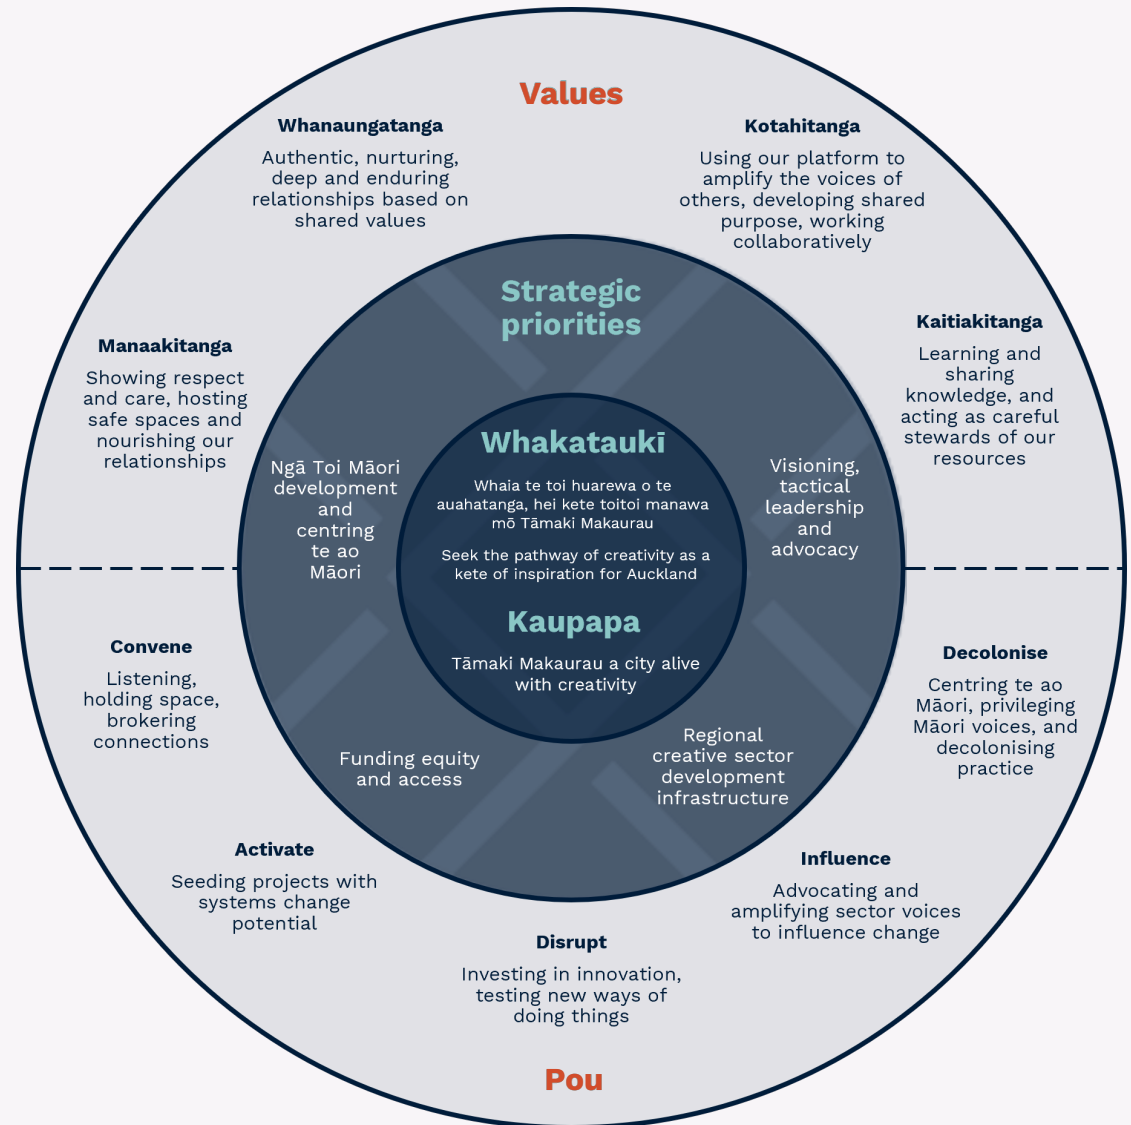 Values
Whanaungatanga
Authentic, nurturing,
deep and enduring
relationships based on
shared values
Kotahitanga
Using our platform to
amplify the voices of
others, developing shared
purpose, working
collaboratively
Manaakitanga
Showing respect
and care, hosting
safe spaces and
nourishing our
relationships
Kaitiakitanga
Learning and
sharing
knowledge, and
acting as careful
stewards of our
resources
Strategic
priorities
Ngā Toi Māori
development
and
centring
te ao
Māori
Visioning,
tactical
leadership
and
advocacy
Funding equity
and access
Regional
creative sector
development
infrastructure
Whakataukī
Whaia te toi huarewa o te
auahatanga, hei kete toitoi manawa
mō Tāmaki Makaurau
Seek the pathway of creativity as a
kete of inspiration for Auckland
Kaupapa
Tāmaki Makaurau a city alive
with creativity
Convene
Listening,
holding space,
brokering
connections
Decolonise
Centring te ao
Māori, privileging
Māori voices, and
decolonising
practice
Activate
Seeding projects with
systems change
potential
Influence
Advocating and
amplifying sector voices
to influence change
Disrupt
Investing in innovation,
testing new ways of
doing things
Pou